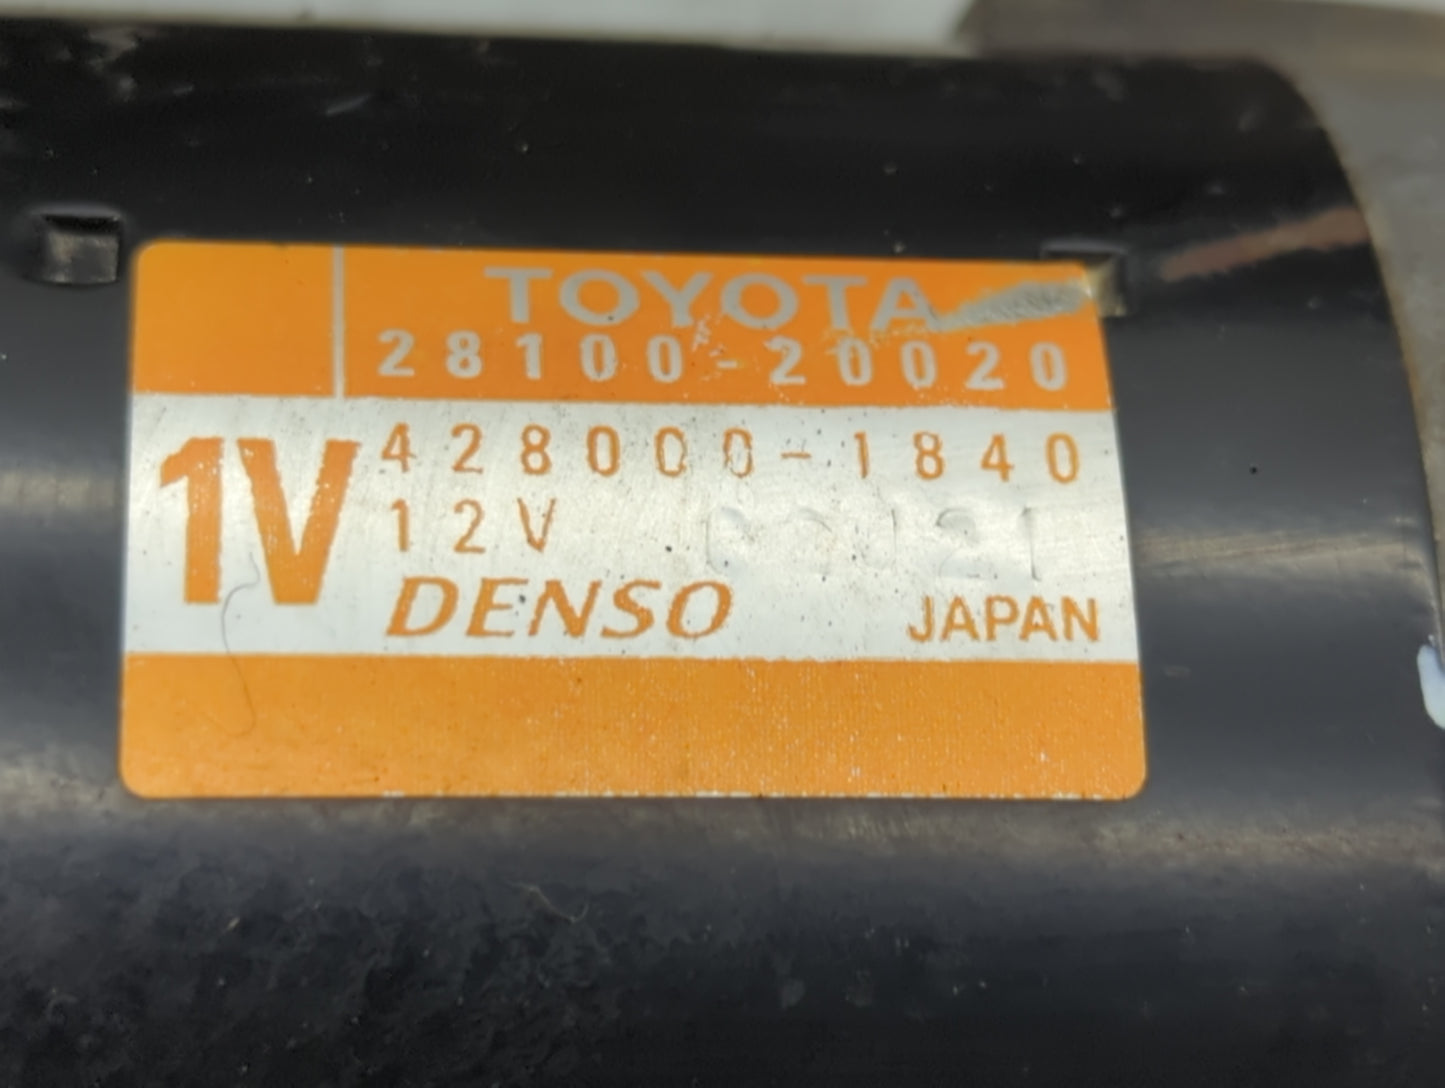 TOYOTA
28100-20020
1V
428000-1840
12V
DENSO JAPAN